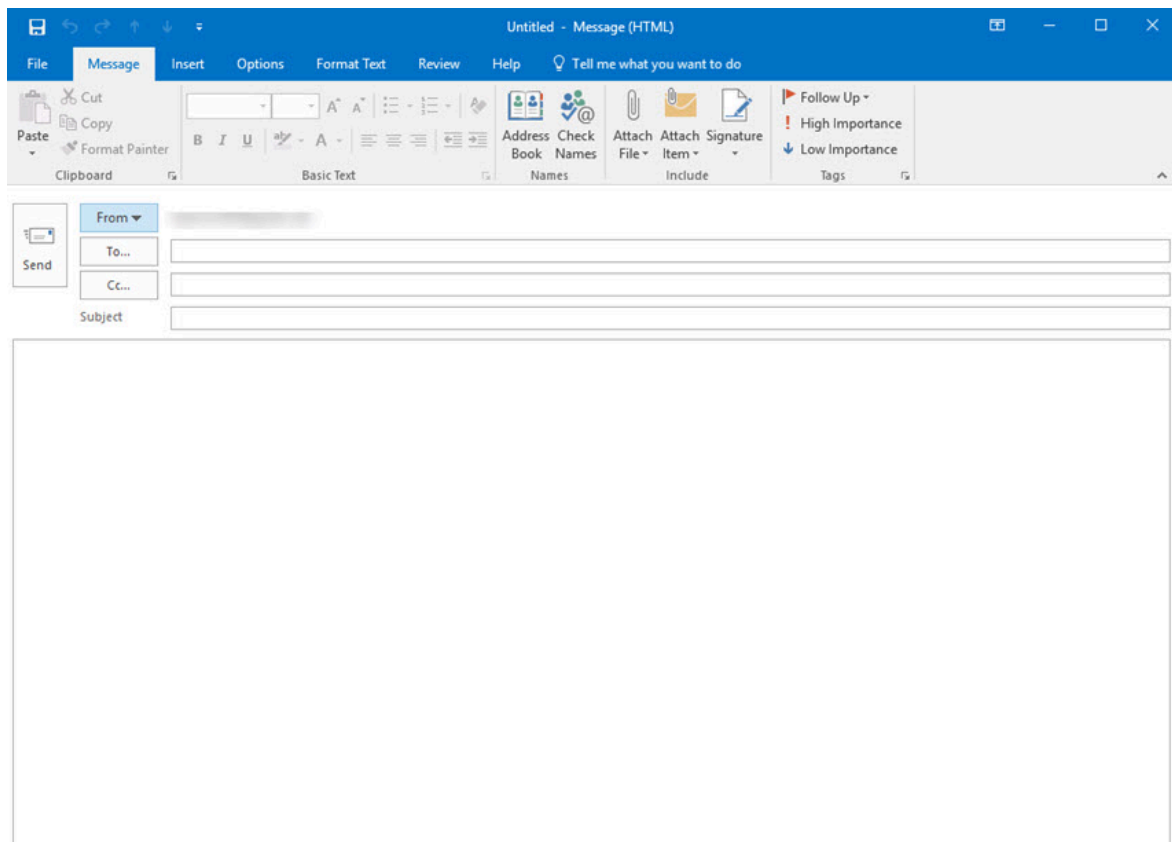 Untitled - Message (HTML)
File Message Insert Options Format Text Review Help Tell me what you want to do
Paste
Cut
Copy
Format Painter
Clipboard
B I U A
Basic Text
Address Book
Check Names
Names
Attach File
Attach Item
Signature
Include
Follow Up
High Importance
Low Importance
Tags
Send
From
To...
Cc...
Subject